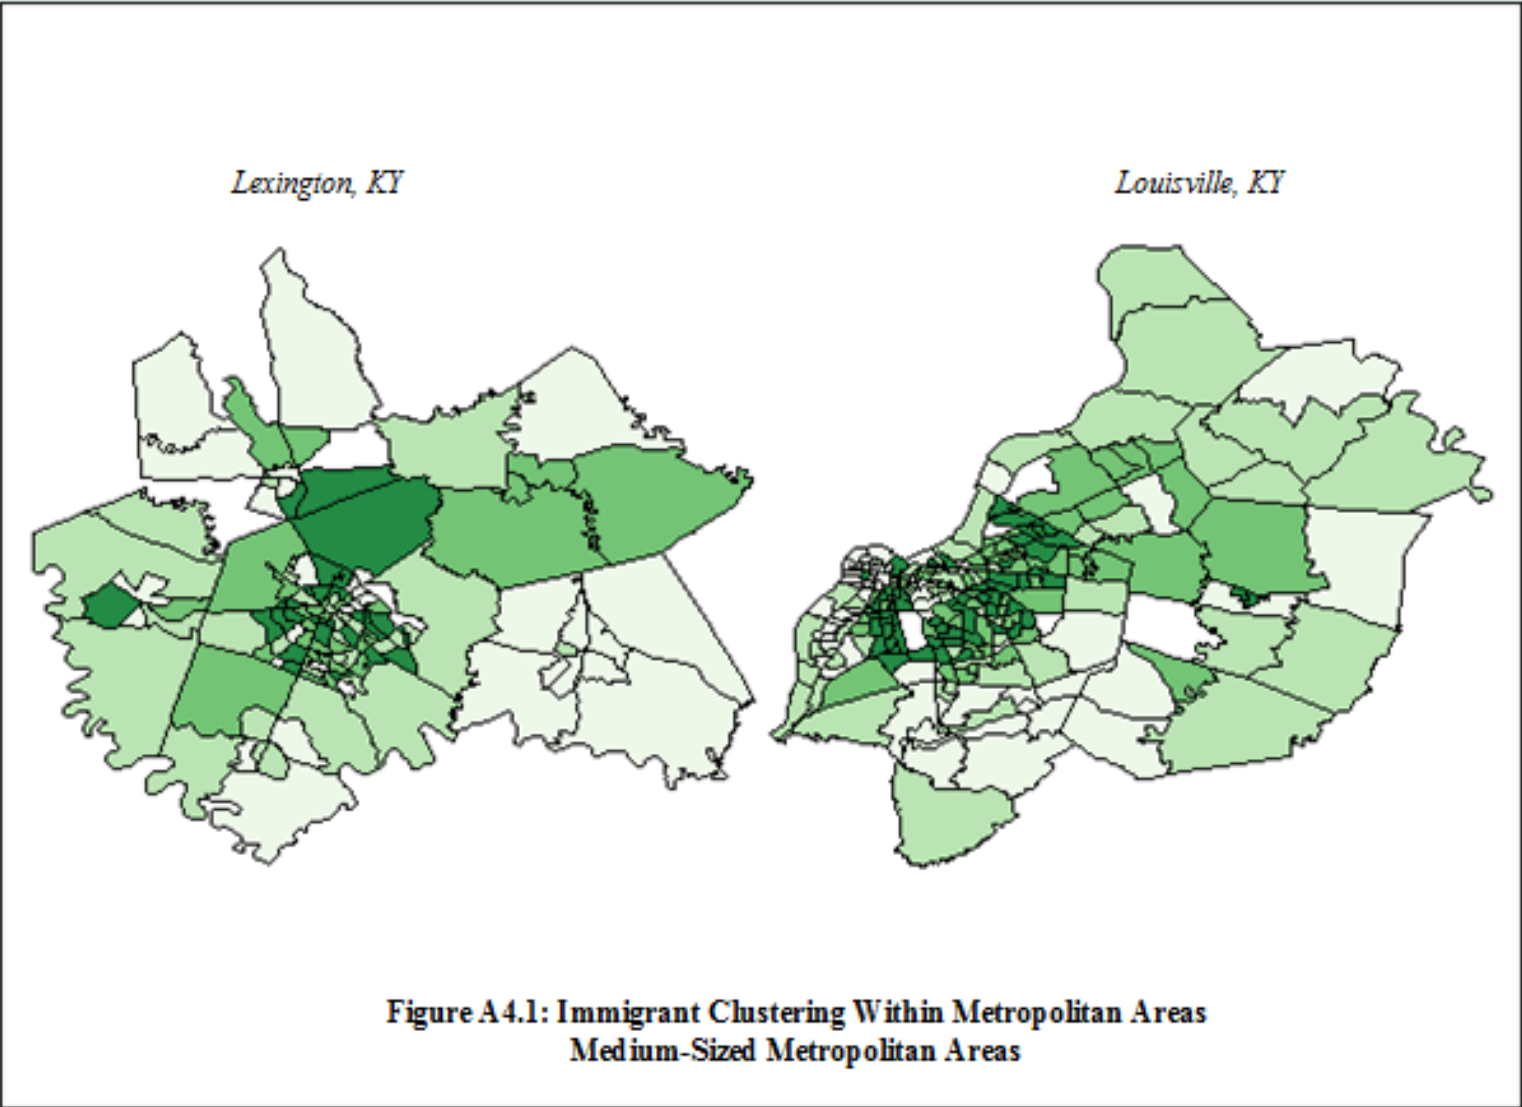 Lexington, KY
Louisville, KY
Figure A4.1: Immigrant Clustering Within Metropolitan Areas
Medium-Sized Metropolitan Areas